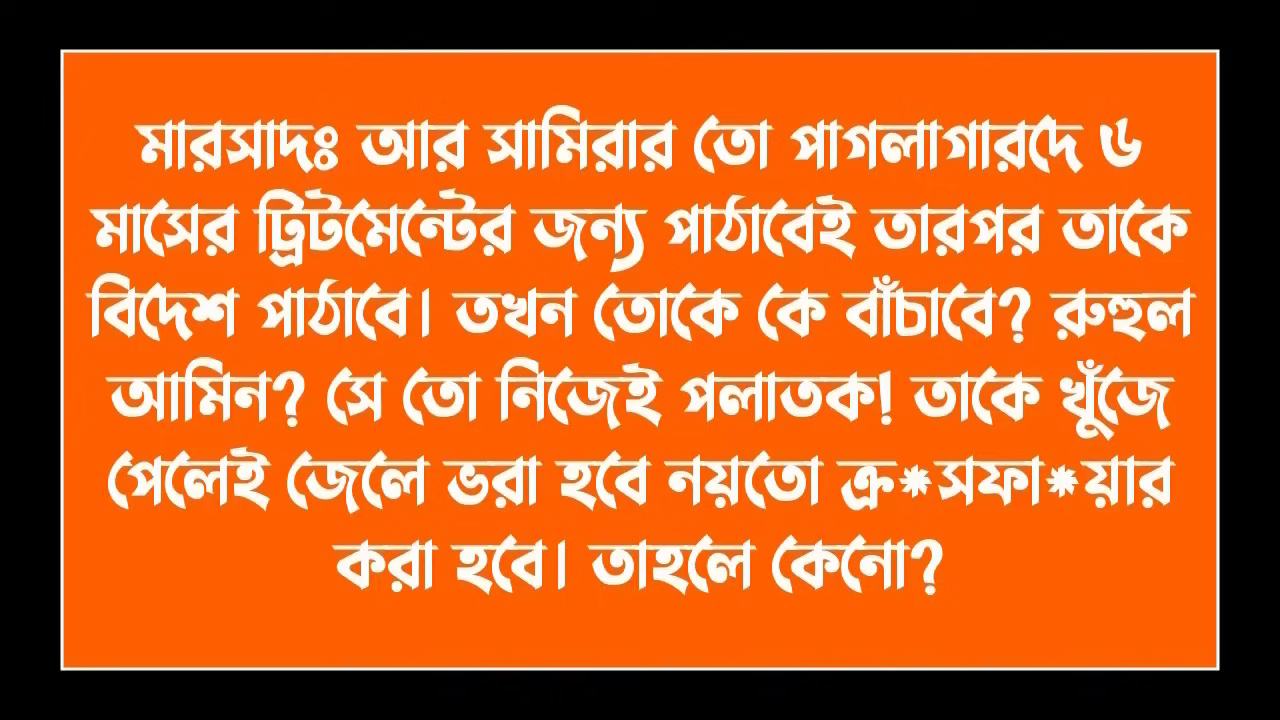 মারসাদঃ আর সামিরার তো পাগলাগারদে ৬
মাসের ট্রিটমেন্টের জন্য পাঠাবেই তারপর তাকে
বিদেশ পাঠাবে। তখন তোকে কে বাঁচাবে? রুহুল
আমিন? সে তো নিজেই পলাতক! তাকে খুঁজে
পেলেই জেলে ভরা হবে নয়তো ক্র*সফা*য়ার
করা হবে। তাহলে কেনো?